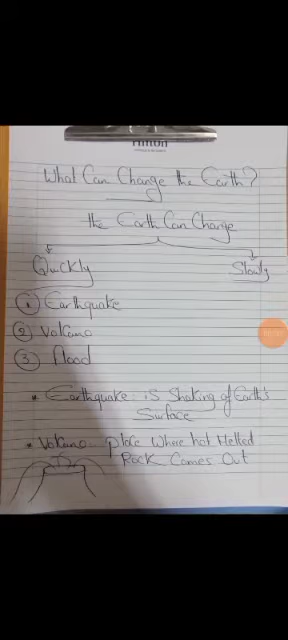 Hilton
What Can Change the Earth?
the Earth Can Change
Quickly Slowly
① Earthquake
② Volcano
③ Flood
• Earthquake: is Shaking of Earth's
Surface
• Volcano: place Where hot Melted
Rock Comes Out